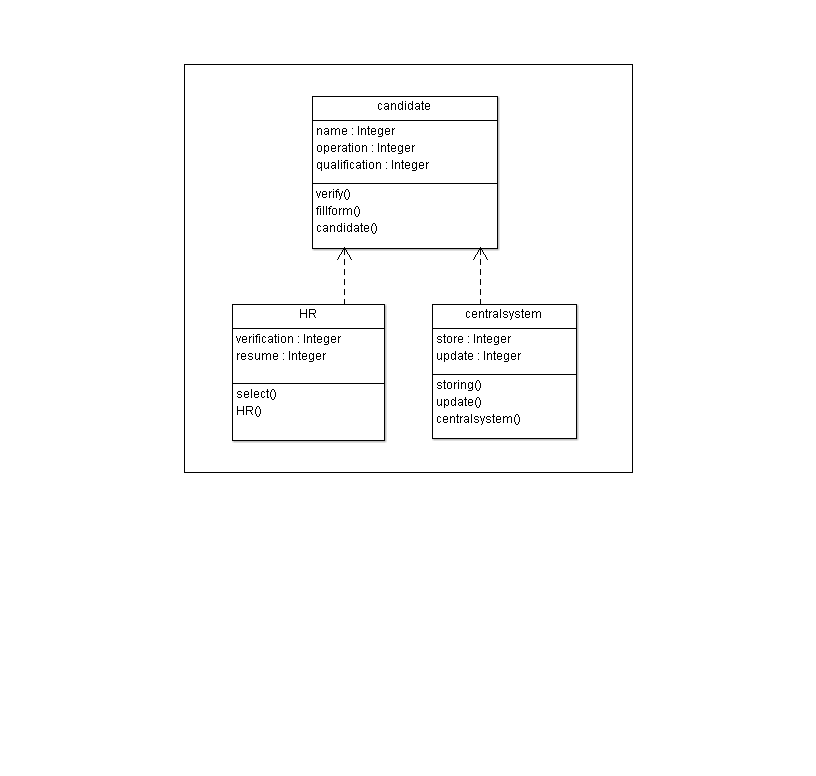 candidate
name : Integer
operation : Integer
qualification : Integer
verify()
fillform()
candidate()
HR
verification : Integer
resume : Integer
select()
HR()
centralsystem
store : Integer
update : Integer
storing()
update()
centralsystem()